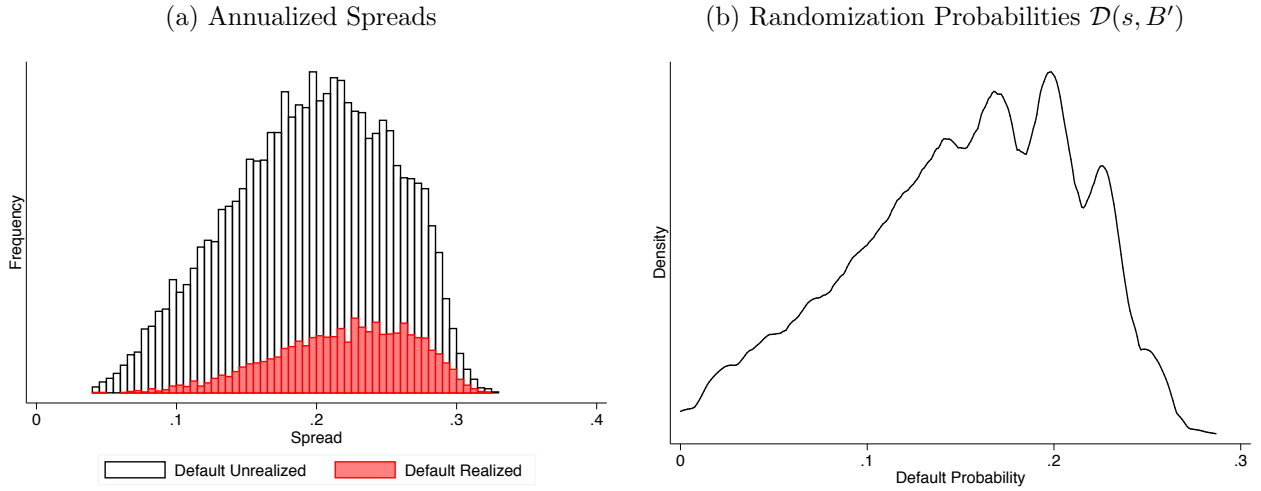 (a) Annualized Spreads
Frequency
0 .1 .2 .3 .4
Spread
Default Unrealized Default Realized
(b) Randomization Probabilities 𝒟(s, B′)
Density
0 .1 .2 .3
Default Probability